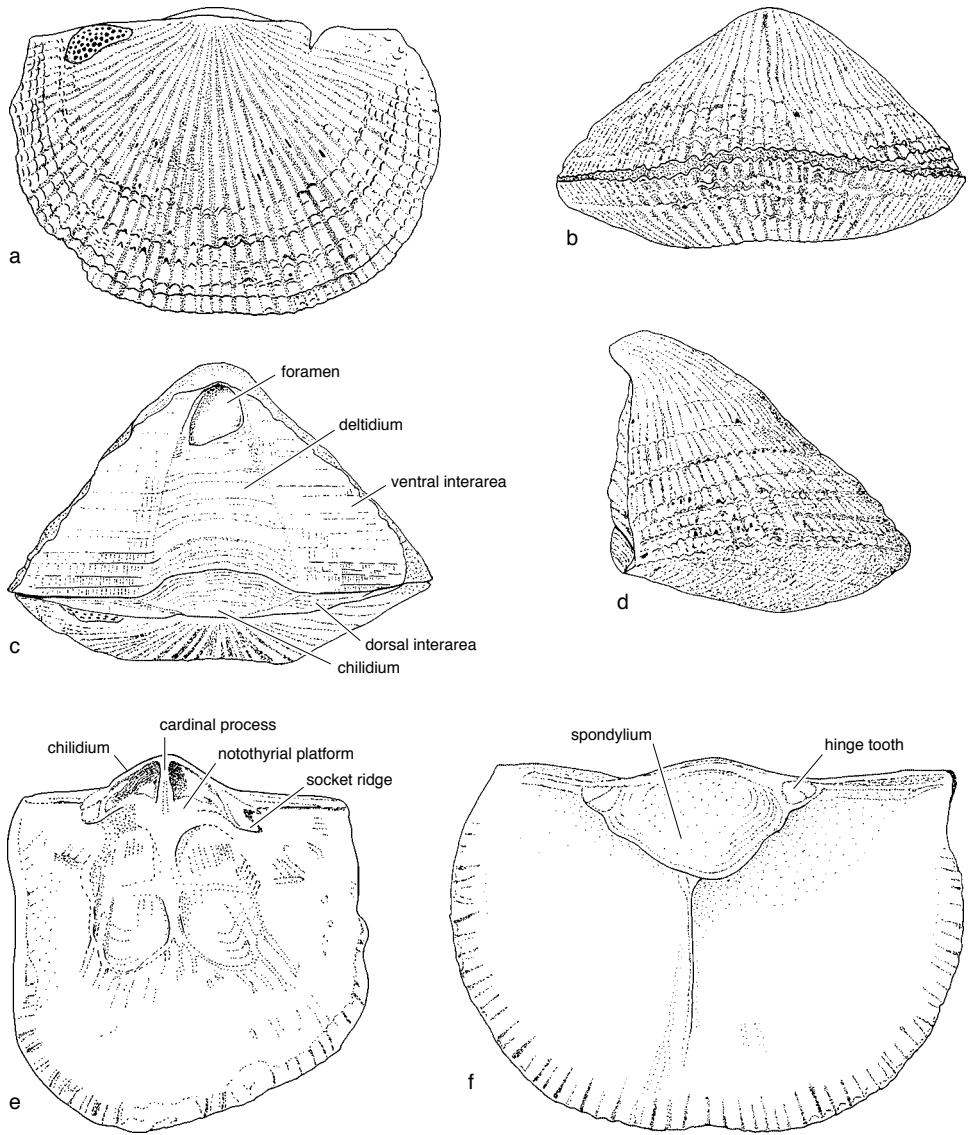 a
b
foramen
deltidium
ventral interarea
dorsal interarea
chilidium
c
d
cardinal process
chilidium
notothyrial platform
socket ridge
e
spondylium
hinge tooth
f